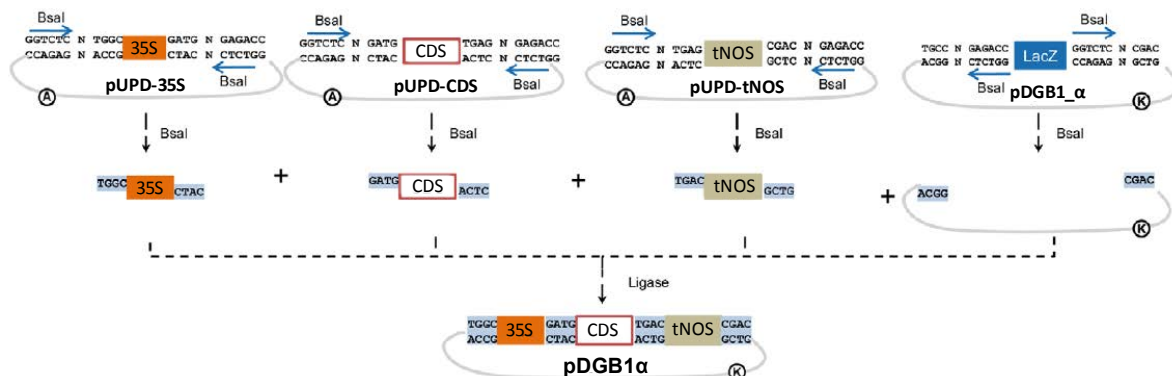 BsaI
GGTCTC N TGGC 35S GATG N GAGACC
CCAGAG N ACCG CTAC N CTCTGG
BsaI
A
pUPD-35S
BsaI
GGTCTC N GATG CDS TGAG N GAGACC
CCAGAG N CTAC ACTC N CTCTGG
BsaI
A
pUPD-CDS
BsaI
GGTCTC N TGAG tNOS CGAC N GAGACC
CCAGAG N ACTC GCTG N CTCTGG
BsaI
A
pUPD-tNOS
BsaI
TGCC N GAGACC LacZ GGTCTC N CGAC
ACGG N CTCTGG CCAGAG N GCTG
BsaI
pDGB1_α
K
BsaI
BsaI
BsaI
BsaI
TGGC 35S CTAC
+
GATG CDS ACTC
+
TGAC tNOS GCTG
+
ACGG CGAC
K
Ligase
TGGC 35S GATG CDS TGAC tNOS CGAC
ACCG CTAC ACTG GCTG
pDGB1α
K